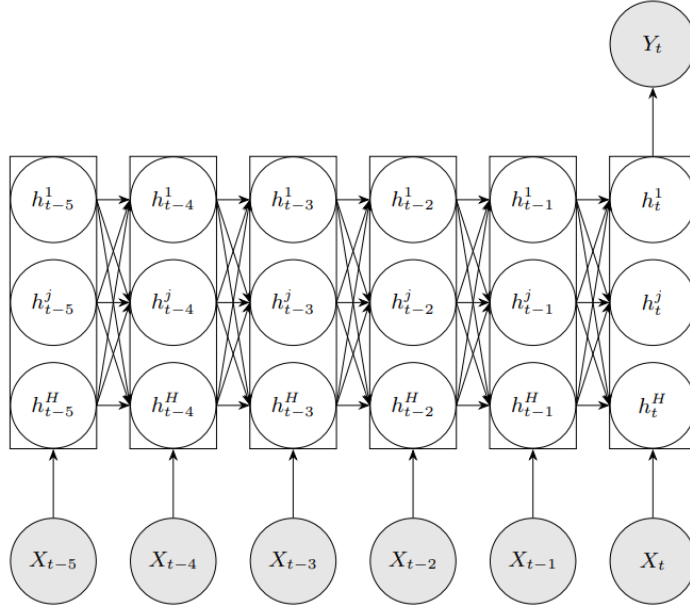 $Y_t$
$h^1_{t-5}$ $h^1_{t-4}$ $h^1_{t-3}$ $h^1_{t-2}$ $h^1_{t-1}$ $h^1_t$
$h^j_{t-5}$ $h^j_{t-4}$ $h^j_{t-3}$ $h^j_{t-2}$ $h^j_{t-1}$ $h^j_t$
$h^H_{t-5}$ $h^H_{t-4}$ $h^H_{t-3}$ $h^H_{t-2}$ $h^H_{t-1}$ $h^H_t$
$X_{t-5}$ $X_{t-4}$ $X_{t-3}$ $X_{t-2}$ $X_{t-1}$ $X_t$